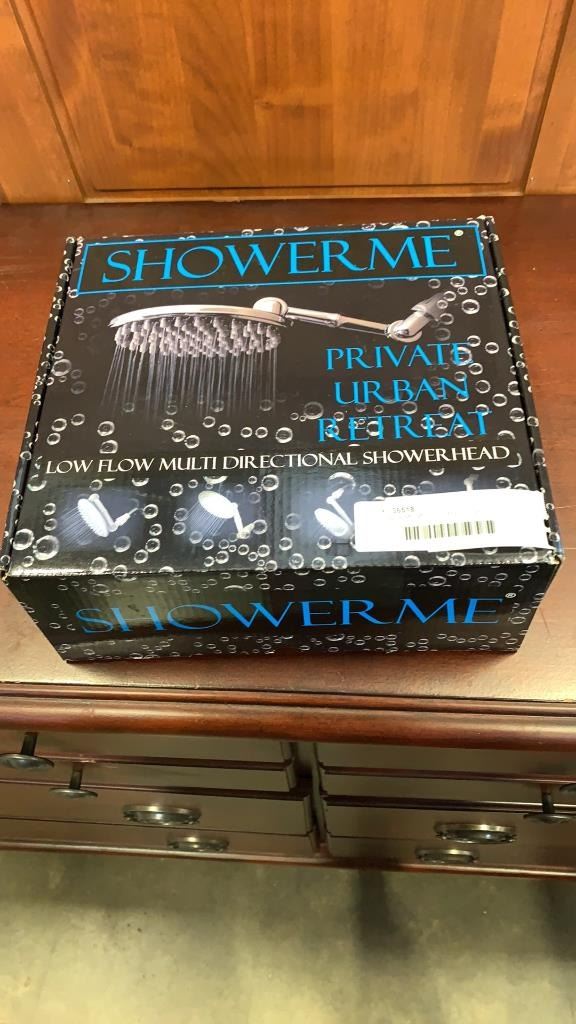 SHOWERME®
PRIVATE
URBAN
RETREAT
LOW FLOW MULTI DIRECTIONAL SHOWERHEAD
SHOWERME®